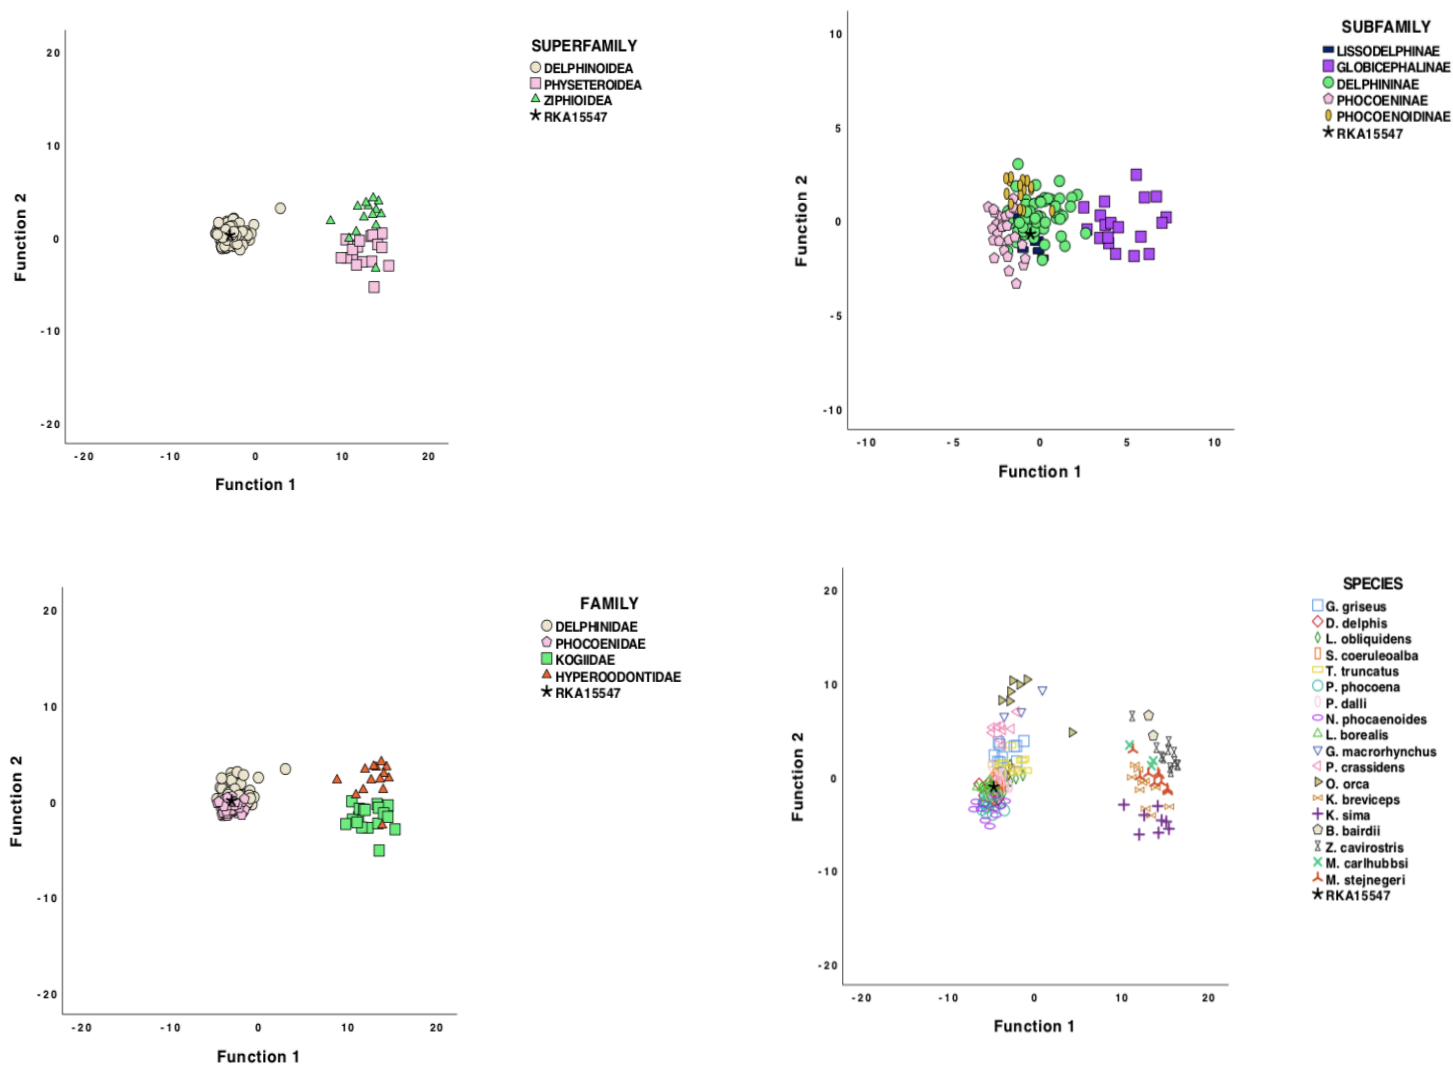 SUPERFAMILY
DELPHINOIDEA
PHYSETEROIDEA
ZIPHIOIDEA
RKA15547
20
10
0
-10
-20
Function 2
-20
-10
0
10
20
Function 1
SUBFAMILY
LISSODELPHINAE
GLOBICEPHALINAE
DELPHININAE
PHOCOENINAE
PHOCOENOIDINAE
RKA15547
10
5
0
-5
-10
Function 2
-10
-5
0
5
10
Function 1
FAMILY
DELPHINIDAE
PHOCOENIDAE
KOGIIDAE
HYPEROODONTIDAE
RKA15547
20
10
0
-10
-20
Function 2
-20
-10
0
10
20
Function 1
SPECIES
G. griseus
D. delphis
L. obliquidens
S. coeruleoalba
T. truncatus
P. phocoena
P. dalli
N. phocaenoides
L. borealis
G. macrorhynchus
P. crassidens
O. orca
K. breviceps
K. sima
B. bairdii
Z. cavirostris
M. carlhubbsi
M. stejnegeri
RKA15547
20
10
0
-10
-20
Function 2
-20
-10
0
10
20
Function 1